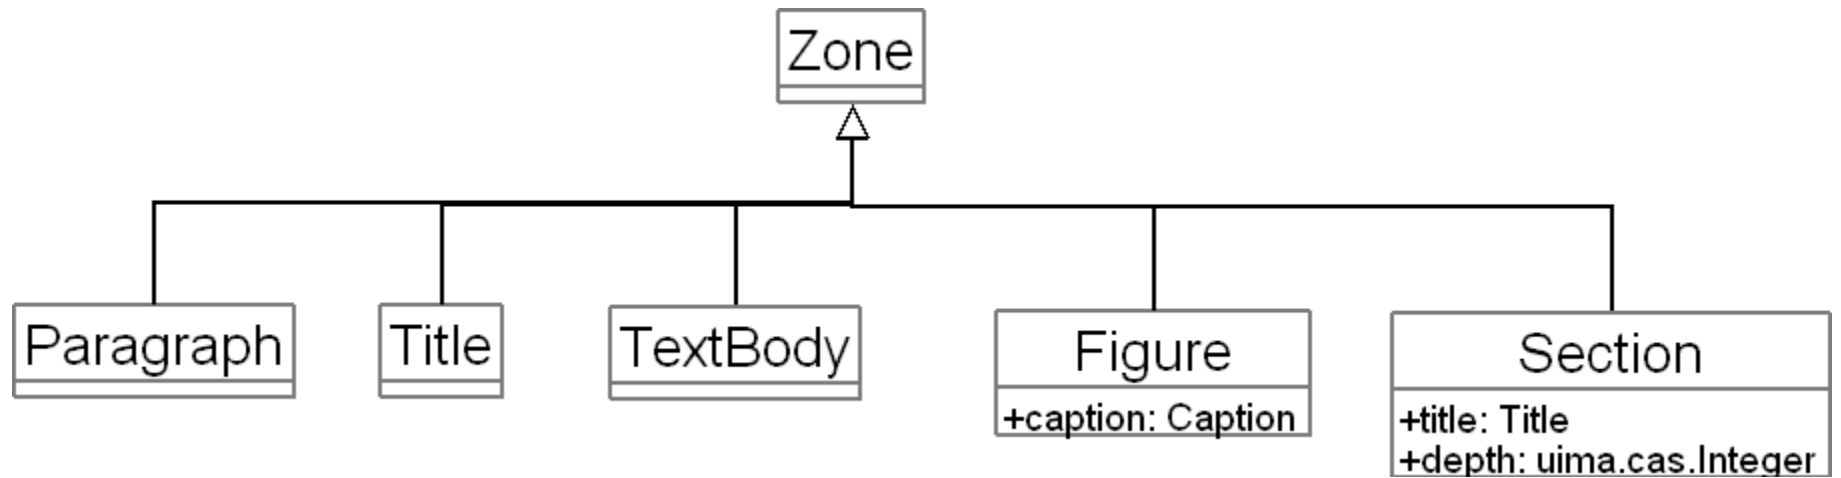 Zone
Paragraph
Title
TextBody
Figure
+caption: Caption
Section
+title: Title
+depth: uima.cas.Integer